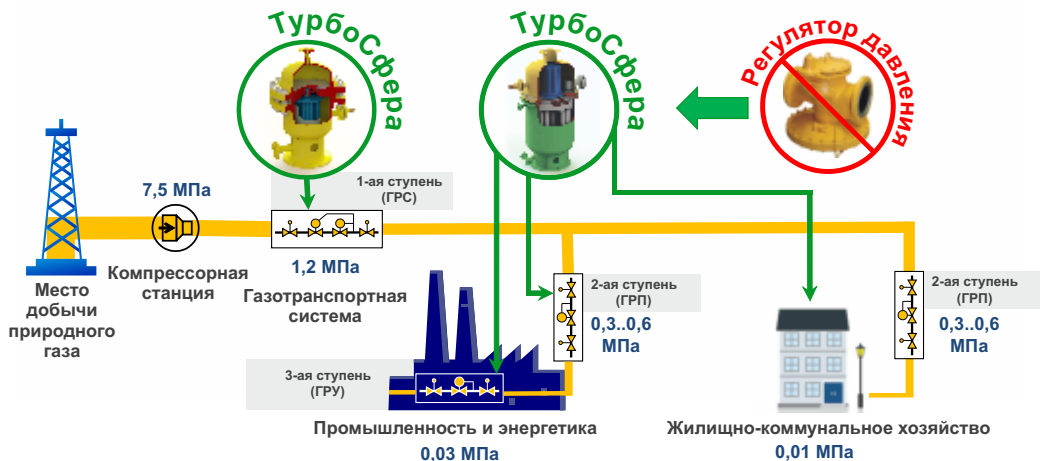 ТурбоСфера
ТурбоСфера
Регулятор давления
7,5 МПа
1-ая ступень
(ГРС)
Компрессорная
станция
1,2 МПа
Газотранспортная
система
Место
добычи
природного
газа
2-ая ступень
(ГРП)
0,3..0,6
МПа
2-ая ступень
(ГРП)
0,3..0,6
МПа
3-ая ступень
(ГРУ)
Промышленность и энергетика
0,03 МПа
Жилищно-коммунальное хозяйство
0,01 МПа